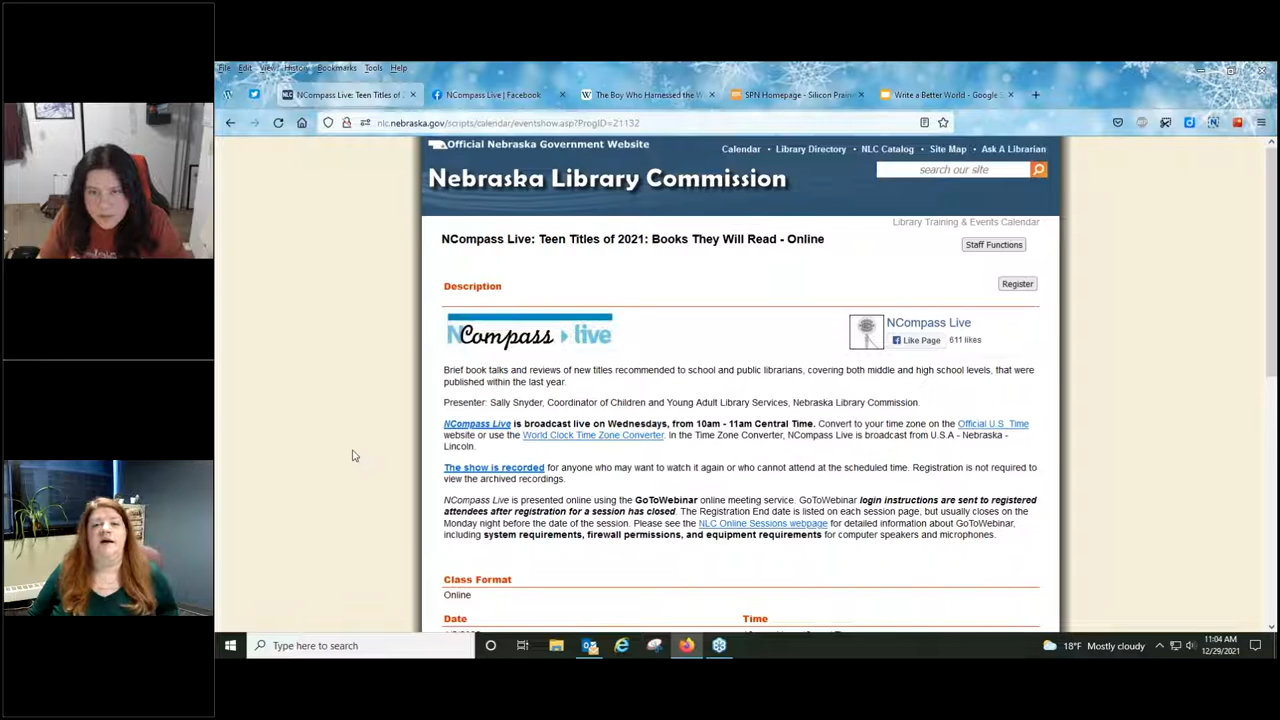 File Edit View History Bookmarks Tools Help
NCompass Live: Teen Titles of NCompass Live | Facebook The Boy Who Harnessed the W SPN Homepage - Silicon Prairi Write a Better World - Google S
nlc.nebraska.gov/scripts/calendar/eventshow.asp?ProgID=21132
Official Nebraska Government Website
Calendar • Library Directory • NLC Catalog • Site Map • Ask A Librarian
Nebraska Library Commission
search our site
Library Training & Events Calendar
NCompass Live: Teen Titles of 2021: Books They Will Read - Online
Staff Functions
Description
Register
NCompass live
NCompass Live
Like Page 611 likes
Brief book talks and reviews of new titles recommended to school and public librarians, covering both middle and high school levels, that were
published within the last year.
Presenter: Sally Snyder, Coordinator of Children and Young Adult Library Services, Nebraska Library Commission.
NCompass Live is broadcast live on Wednesdays, from 10am - 11am Central Time. Convert to your time zone on the Official U.S. Time
website or use the World Clock Time Zone Converter. In the Time Zone Converter, NCompass Live is broadcast from U.S.A - Nebraska -
Lincoln.
The show is recorded for anyone who may want to watch it again or who cannot attend at the scheduled time. Registration is not required to
view the archived recordings.
NCompass Live is presented online using the GoToWebinar online meeting service. GoToWebinar login instructions are sent to registered
attendees after registration for a session has closed. The Registration End date is listed on each session page, but usually closes on the
Monday night before the date of the session. Please see the NLC Online Sessions webpage for detailed information about GoToWebinar,
including system requirements, firewall permissions, and equipment requirements for computer speakers and microphones.
Class Format
Online
Date Time
Type here to search
18°F Mostly cloudy
11:04 AM
12/29/2021